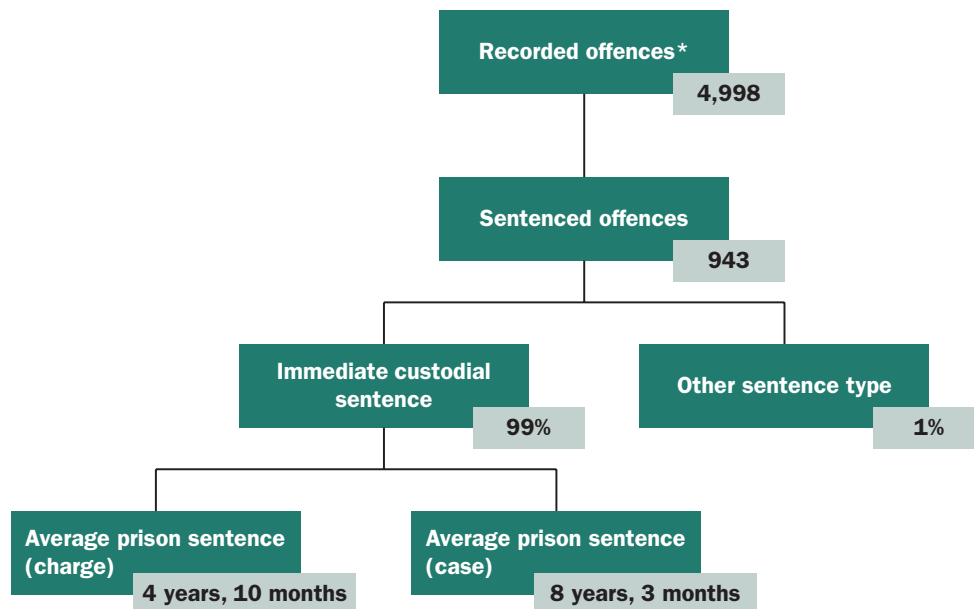 Recorded offences*
4,998
Sentenced offences
943
Immediate custodial
sentence
99%
Other sentence type
1%
Average prison sentence
(charge)
4 years, 10 months
Average prison sentence
(case)
8 years, 3 months